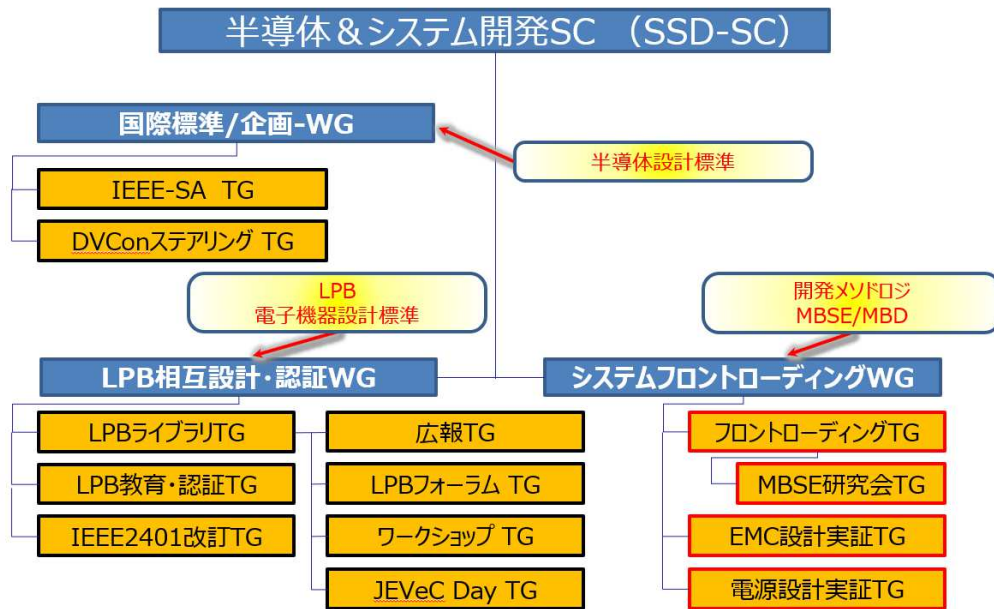 半導体&システム開発SC (SSD-SC)
国際標準/企画-WG
半導体設計標準
IEEE-SA TG
DVConステアリング TG
LPB
電子機器設計標準
開発メソドロジ
MBSE/MBD
LPB相互設計・認証WG
システムフロントローディングWG
LPBライブラリTG
広報TG
フロントローディングTG
LPB教育・認証TG
LPBフォーラム TG
MBSE研究会TG
IEEE2401改訂TG
ワークショップ TG
EMC設計実証TG
JEVeC Day TG
電源設計実証TG